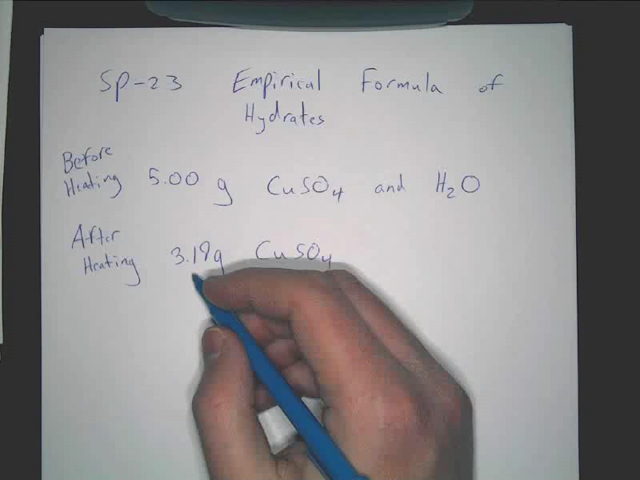 SP-23 Empirical Formula of
Hydrates
Before
Heating 5.00 g CuSO4 and H2O
After
Heating 3.19g CuSO4